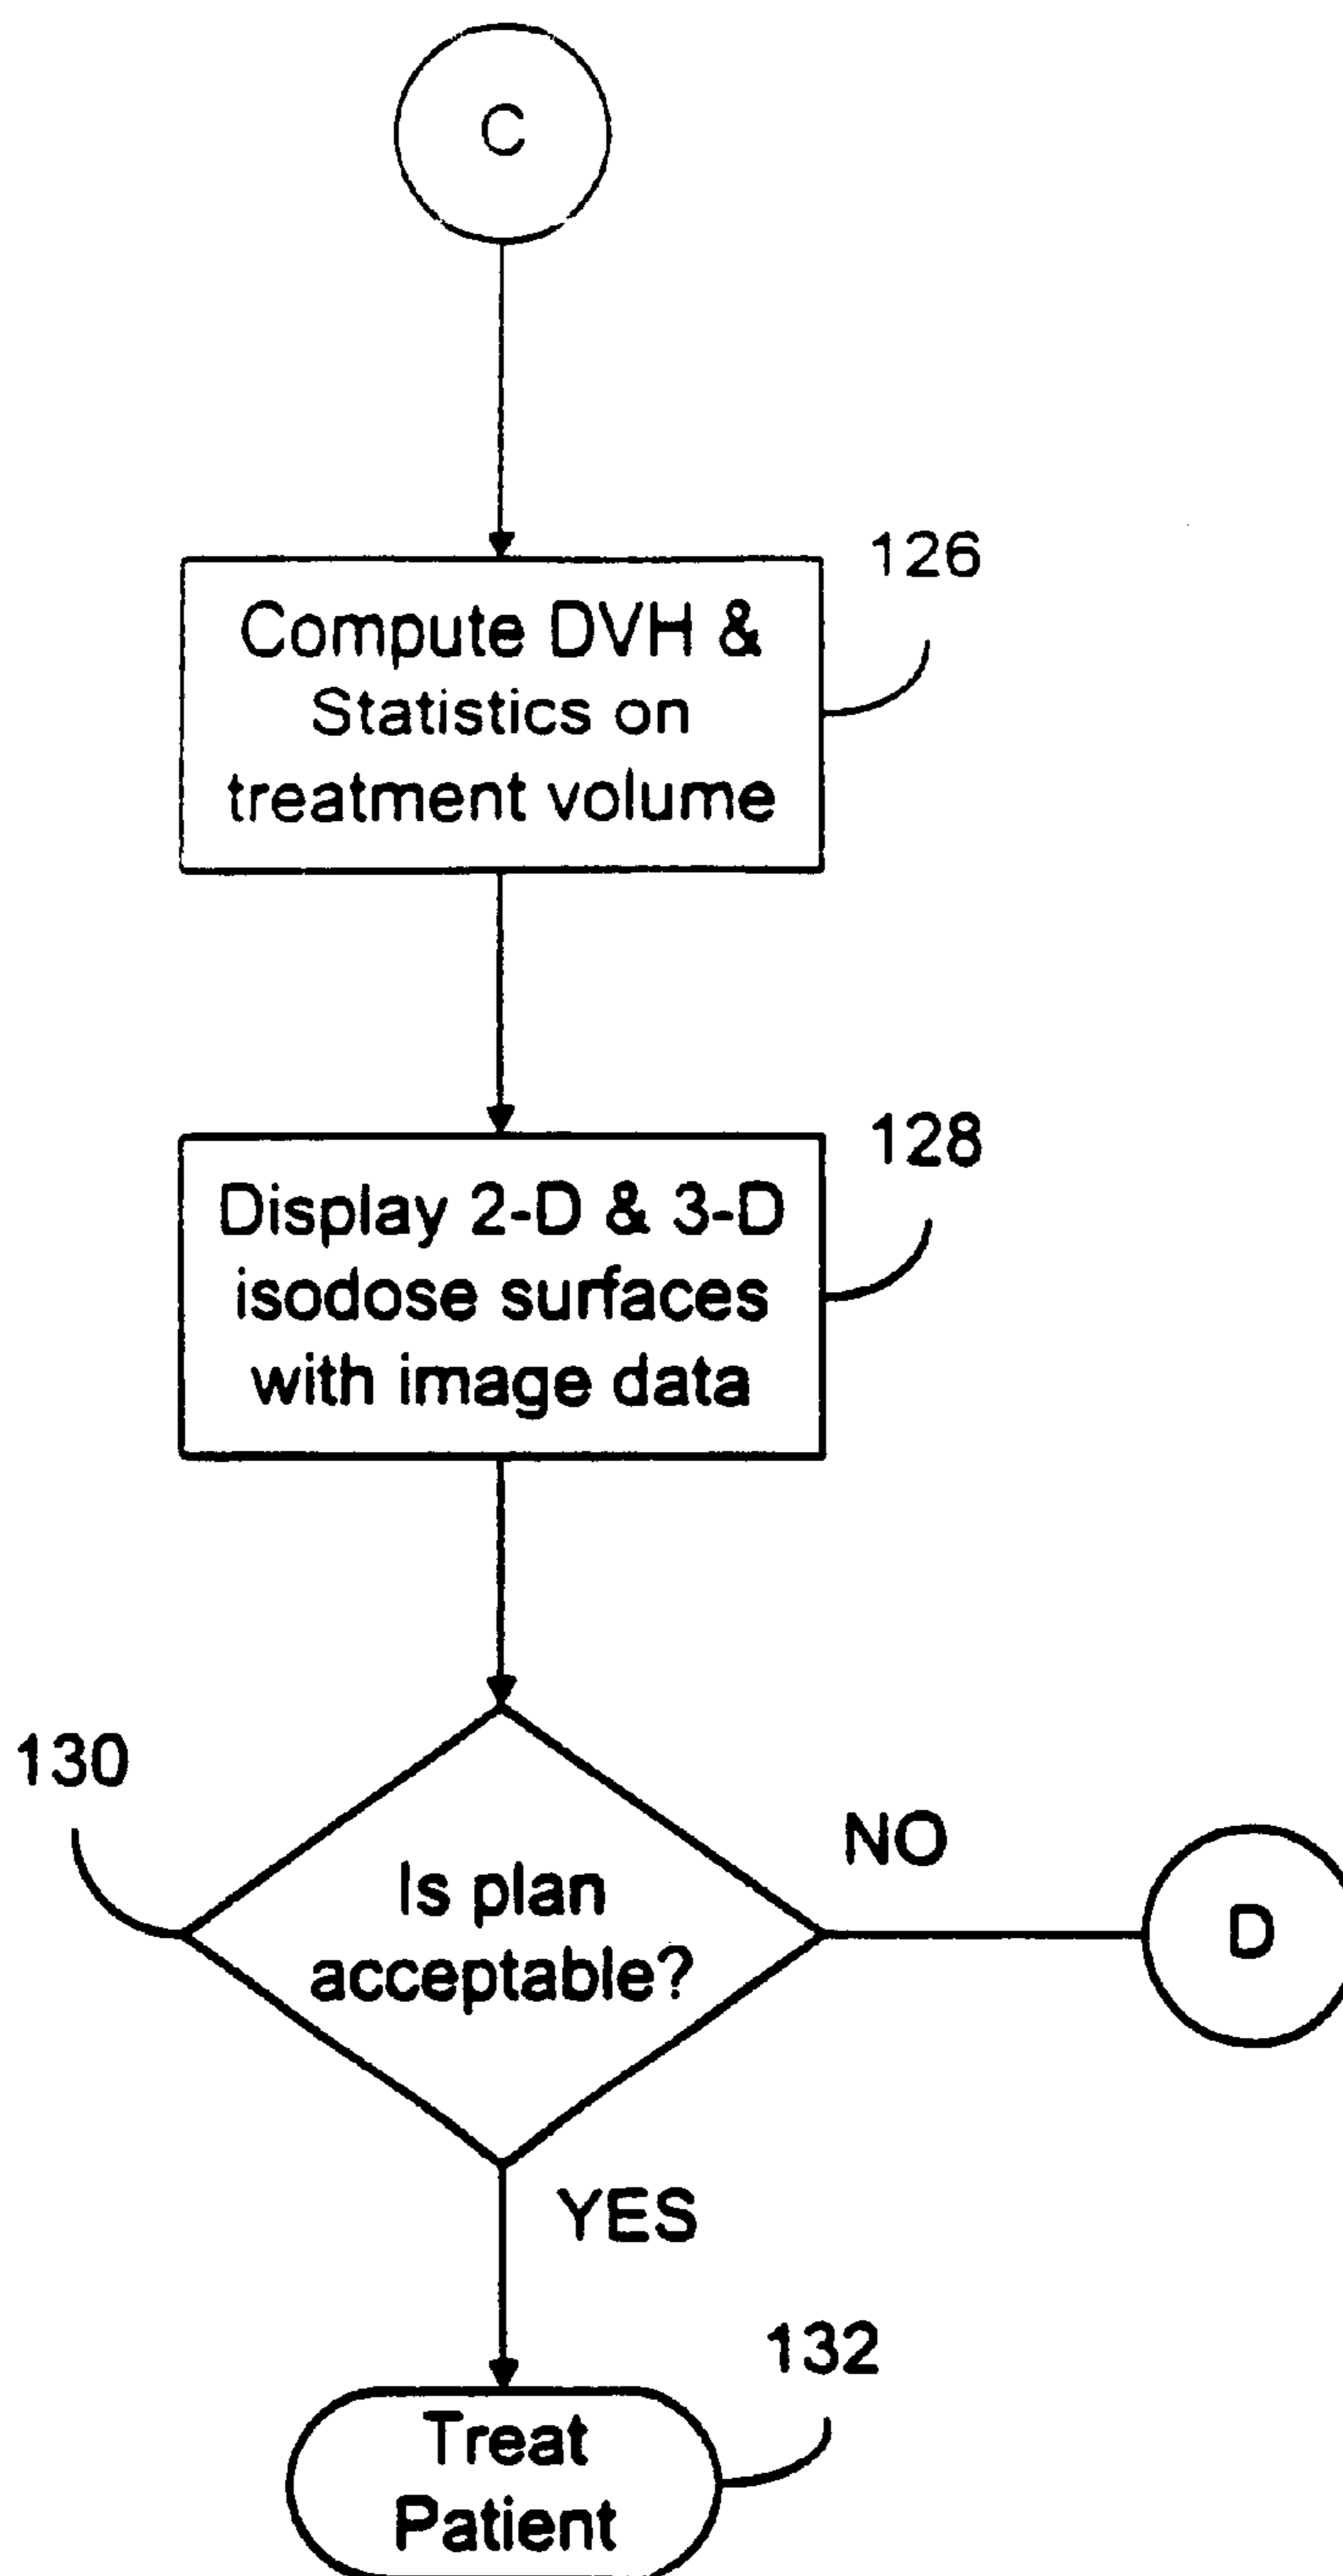 C
126
Compute DVH &
Statistics on
treatment volume
128
Display 2-D & 3-D
isodose surfaces
with image data
130
Is plan
acceptable?
NO
D
YES
132
Treat
Patient